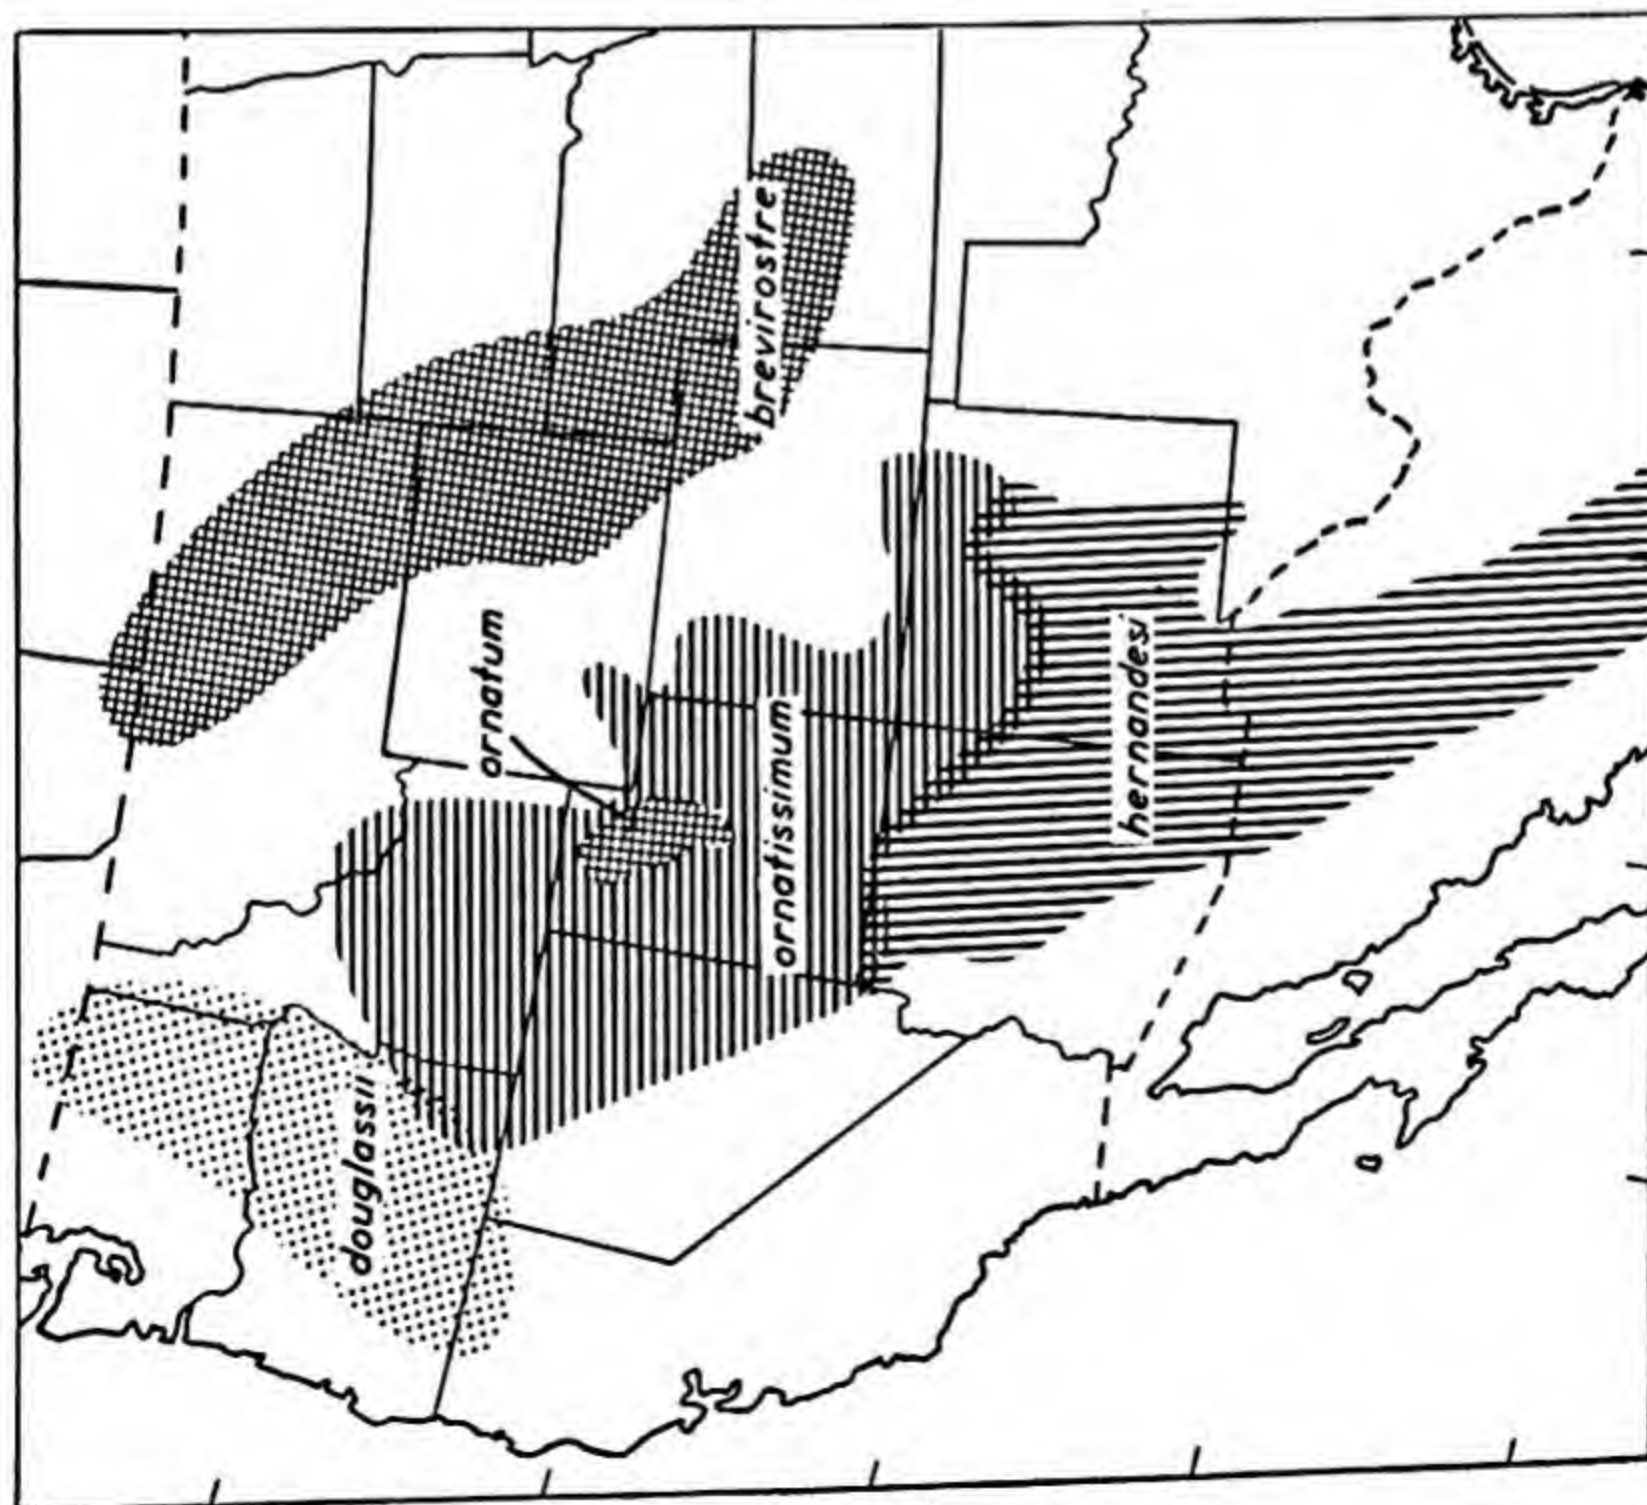 brevirostre
ornatum
ornatissimum
hernandesi
douglassii